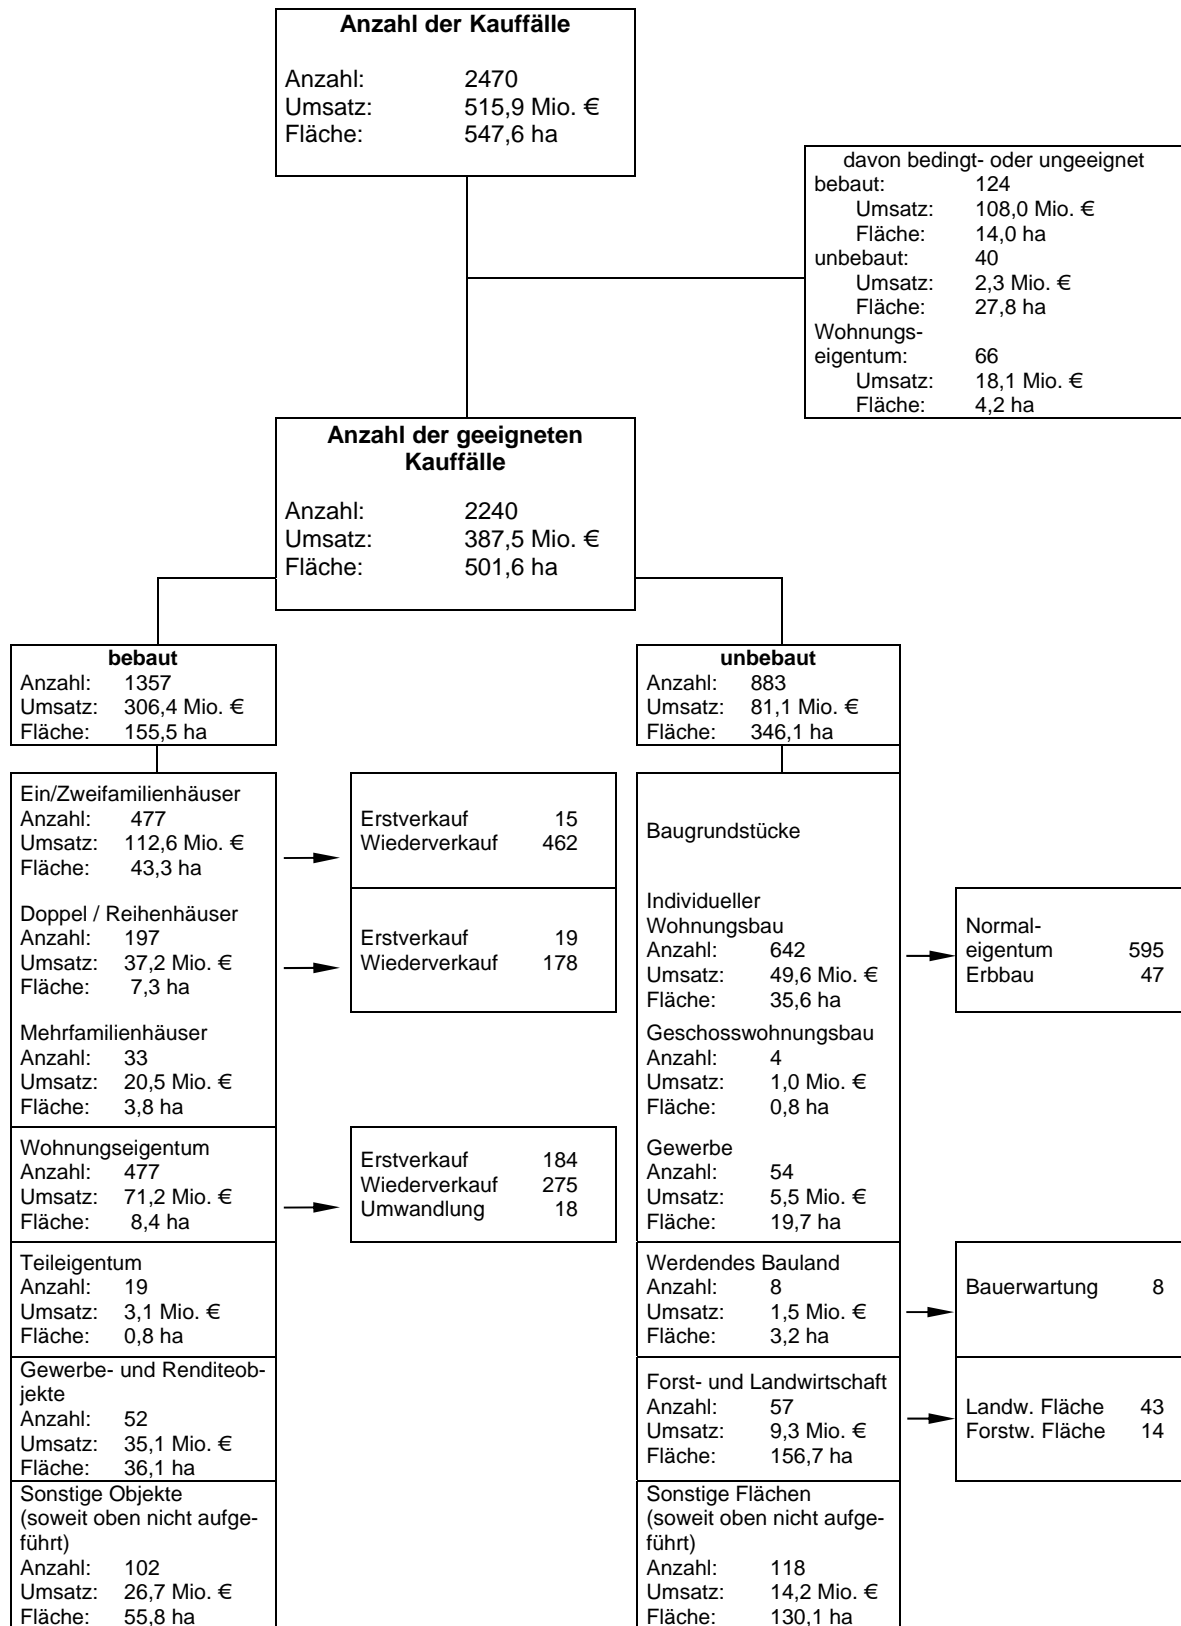 Anzahl der Kauffälle
Anzahl: 2470
Umsatz: 515,9 Mio. €
Fläche: 547,6 ha
davon bedingt- oder ungeeignet
bebaut: 124
Umsatz: 108,0 Mio. €
Fläche: 14,0 ha
unbebaut: 40
Umsatz: 2,3 Mio. €
Fläche: 27,8 ha
Wohnungs-
eigentum: 66
Umsatz: 18,1 Mio. €
Fläche: 4,2 ha
Anzahl der geeigneten
Kauffälle
Anzahl: 2240
Umsatz: 387,5 Mio. €
Fläche: 501,6 ha
bebaut
Anzahl: 1357
Umsatz: 306,4 Mio. €
Fläche: 155,5 ha
Ein/Zweifamilienhäuser
Anzahl: 477
Umsatz: 112,6 Mio. €
Fläche: 43,3 ha
Erstverkauf 15
Wiederverkauf 462
Doppel / Reihenhäuser
Anzahl: 197
Umsatz: 37,2 Mio. €
Fläche: 7,3 ha
Erstverkauf 19
Wiederverkauf 178
Mehrfamilienhäuser
Anzahl: 33
Umsatz: 20,5 Mio. €
Fläche: 3,8 ha
Wohnungseigentum
Anzahl: 477
Umsatz: 71,2 Mio. €
Fläche: 8,4 ha
Erstverkauf 184
Wiederverkauf 275
Umwandlung 18
Teileigentum
Anzahl: 19
Umsatz: 3,1 Mio. €
Fläche: 0,8 ha
Gewerbe- und Renditeob-
jekte
Anzahl: 52
Umsatz: 35,1 Mio. €
Fläche: 36,1 ha
Sonstige Objekte
(soweit oben nicht aufge-
führt)
Anzahl: 102
Umsatz: 26,7 Mio. €
Fläche: 55,8 ha
unbebaut
Anzahl: 883
Umsatz: 81,1 Mio. €
Fläche: 346,1 ha
Baugrundstücke
Individueller
Wohnungsbau
Anzahl: 642
Umsatz: 49,6 Mio. €
Fläche: 35,6 ha
Normal-
eigentum 595
Erbbau 47
Geschosswohnungsbau
Anzahl: 4
Umsatz: 1,0 Mio. €
Fläche: 0,8 ha
Gewerbe
Anzahl: 54
Umsatz: 5,5 Mio. €
Fläche: 19,7 ha
Werdendes Bauland
Anzahl: 8
Umsatz: 1,5 Mio. €
Fläche: 3,2 ha
Bauerwartung 8
Forst- und Landwirtschaft
Anzahl: 57
Umsatz: 9,3 Mio. €
Fläche: 156,7 ha
Landw. Fläche 43
Forstw. Fläche 14
Sonstige Flächen
(soweit oben nicht aufge-
führt)
Anzahl: 118
Umsatz: 14,2 Mio. €
Fläche: 130,1 ha